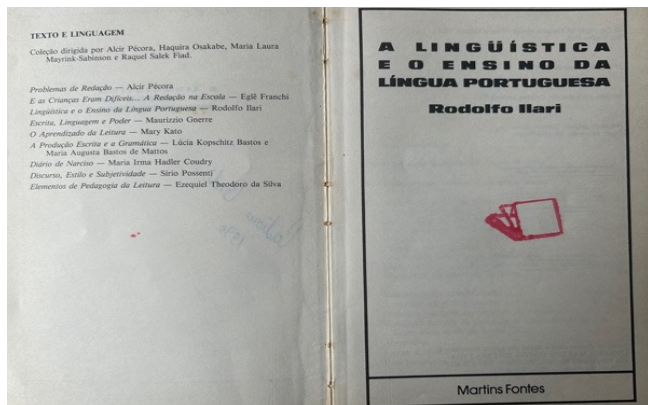 TEXTO E LINGUAGEM
Coleção dirigida por Alcir Pécora, Haquira Osakabe, Maria Laura
Mayrink-Sabinson e Raquel Salek Fiad.
Problemas de Redação — Alcir Pécora
E as Crianças Eram Difíceis... A Redação na Escola — Eglê Franchi
Lingüística e o Ensino da Língua Portuguesa — Rodolfo Ilari
Escrita, Linguagem e Poder — Maurizzio Gnerre
O Aprendizado da Leitura — Mary Kato
A Produção Escrita e a Gramática — Lúcia Kopschitz Bastos e
Maria Augusta Bastos de Mattos
Diário de Narciso — Maria Irma Hadler Coudry
Discurso, Estilo e Subjetividade — Sírio Possenti
Elementos de Pedagogia da Leitura — Ezequiel Theodoro da Silva
A LINGÜÍSTICA
E O ENSINO DA
LÍNGUA PORTUGUESA
Rodolfo Ilari
Martins Fontes